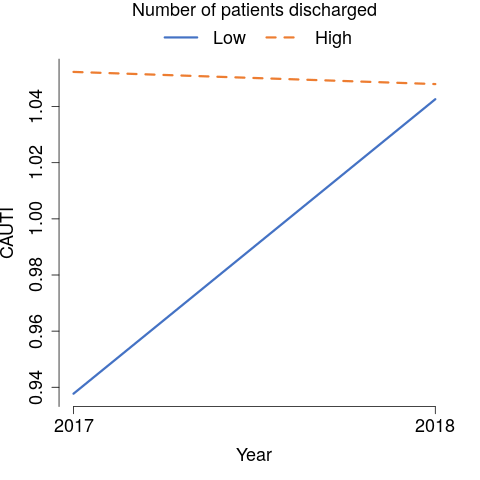 Number of patients discharged
Low High
1.04
1.02
1.00
0.98
0.96
0.94
CAUTI
2017 2018
Year